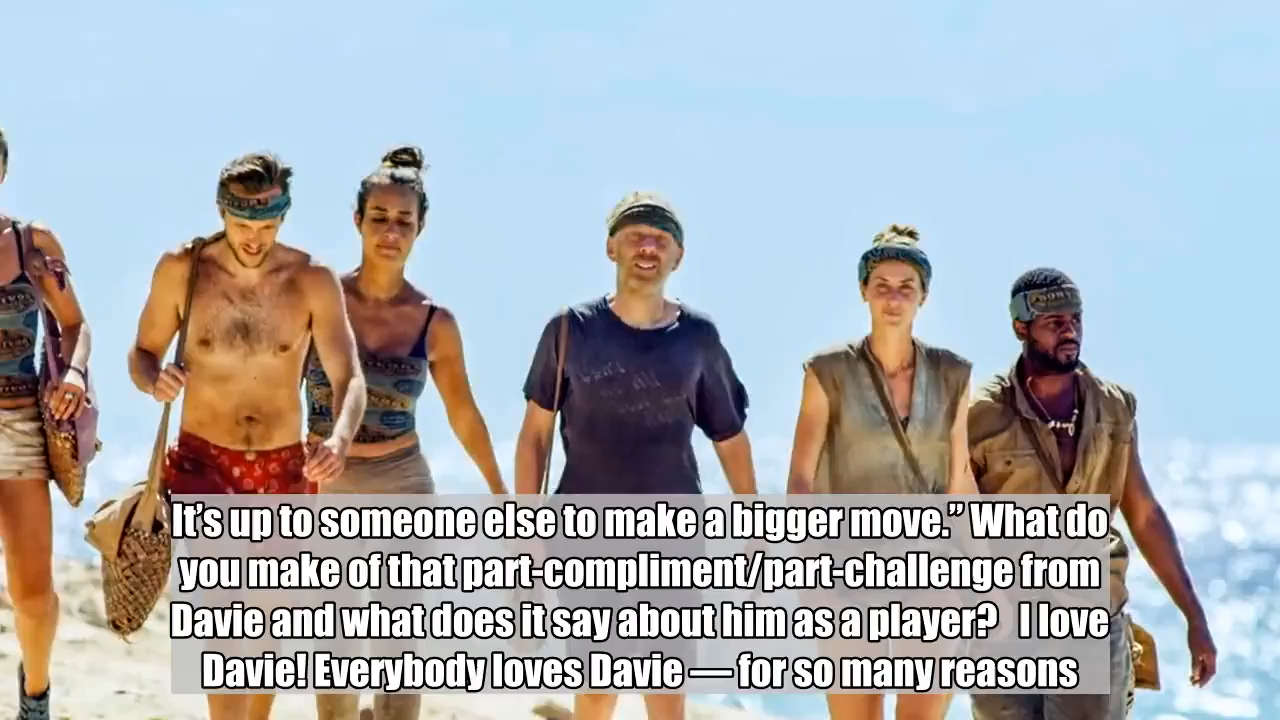 It’s up to someone else to make a bigger move.” What do
you make of that part-compliment/part-challenge from
Davie and what does it say about him as a player? I love
Davie! Everybody loves Davie — for so many reasons